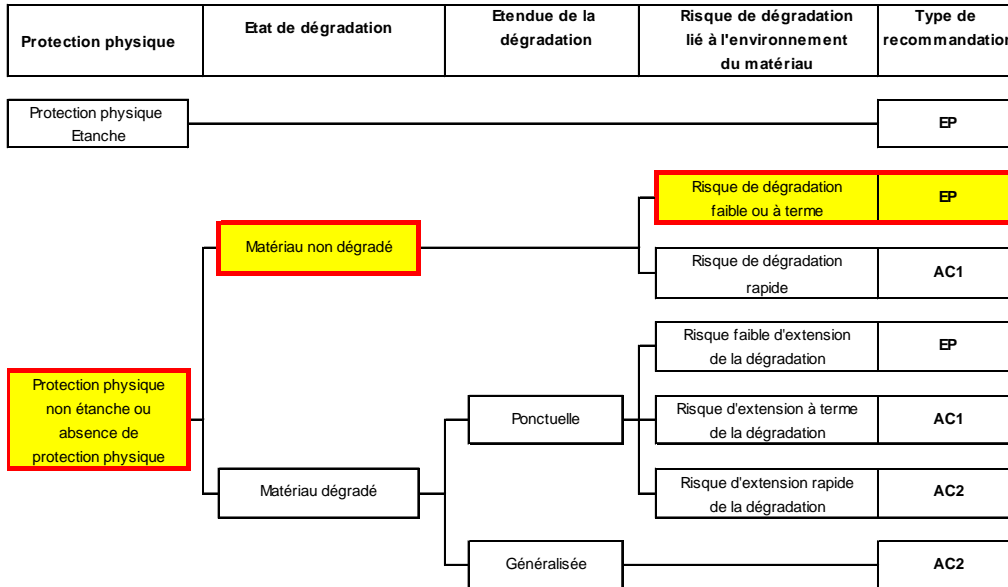 Protection physique
Etat de dégradation
Etendue de la
dégradation
Risque de dégradation
lié à l'environnement
du matériau
Type de
recommandation
Protection physique
Etanche
EP
Risque de dégradation
faible ou à terme
EP
Matériau non dégradé
Risque de dégradation
rapide
AC1
Risque faible d'extension
de la dégradation
EP
Protection physique
non étanche ou
absence de
protection physique
Ponctuelle
Risque d'extension à terme
de la dégradation
AC1
Matériau dégradé
Risque d'extension rapide
de la dégradation
AC2
Généralisée
AC2